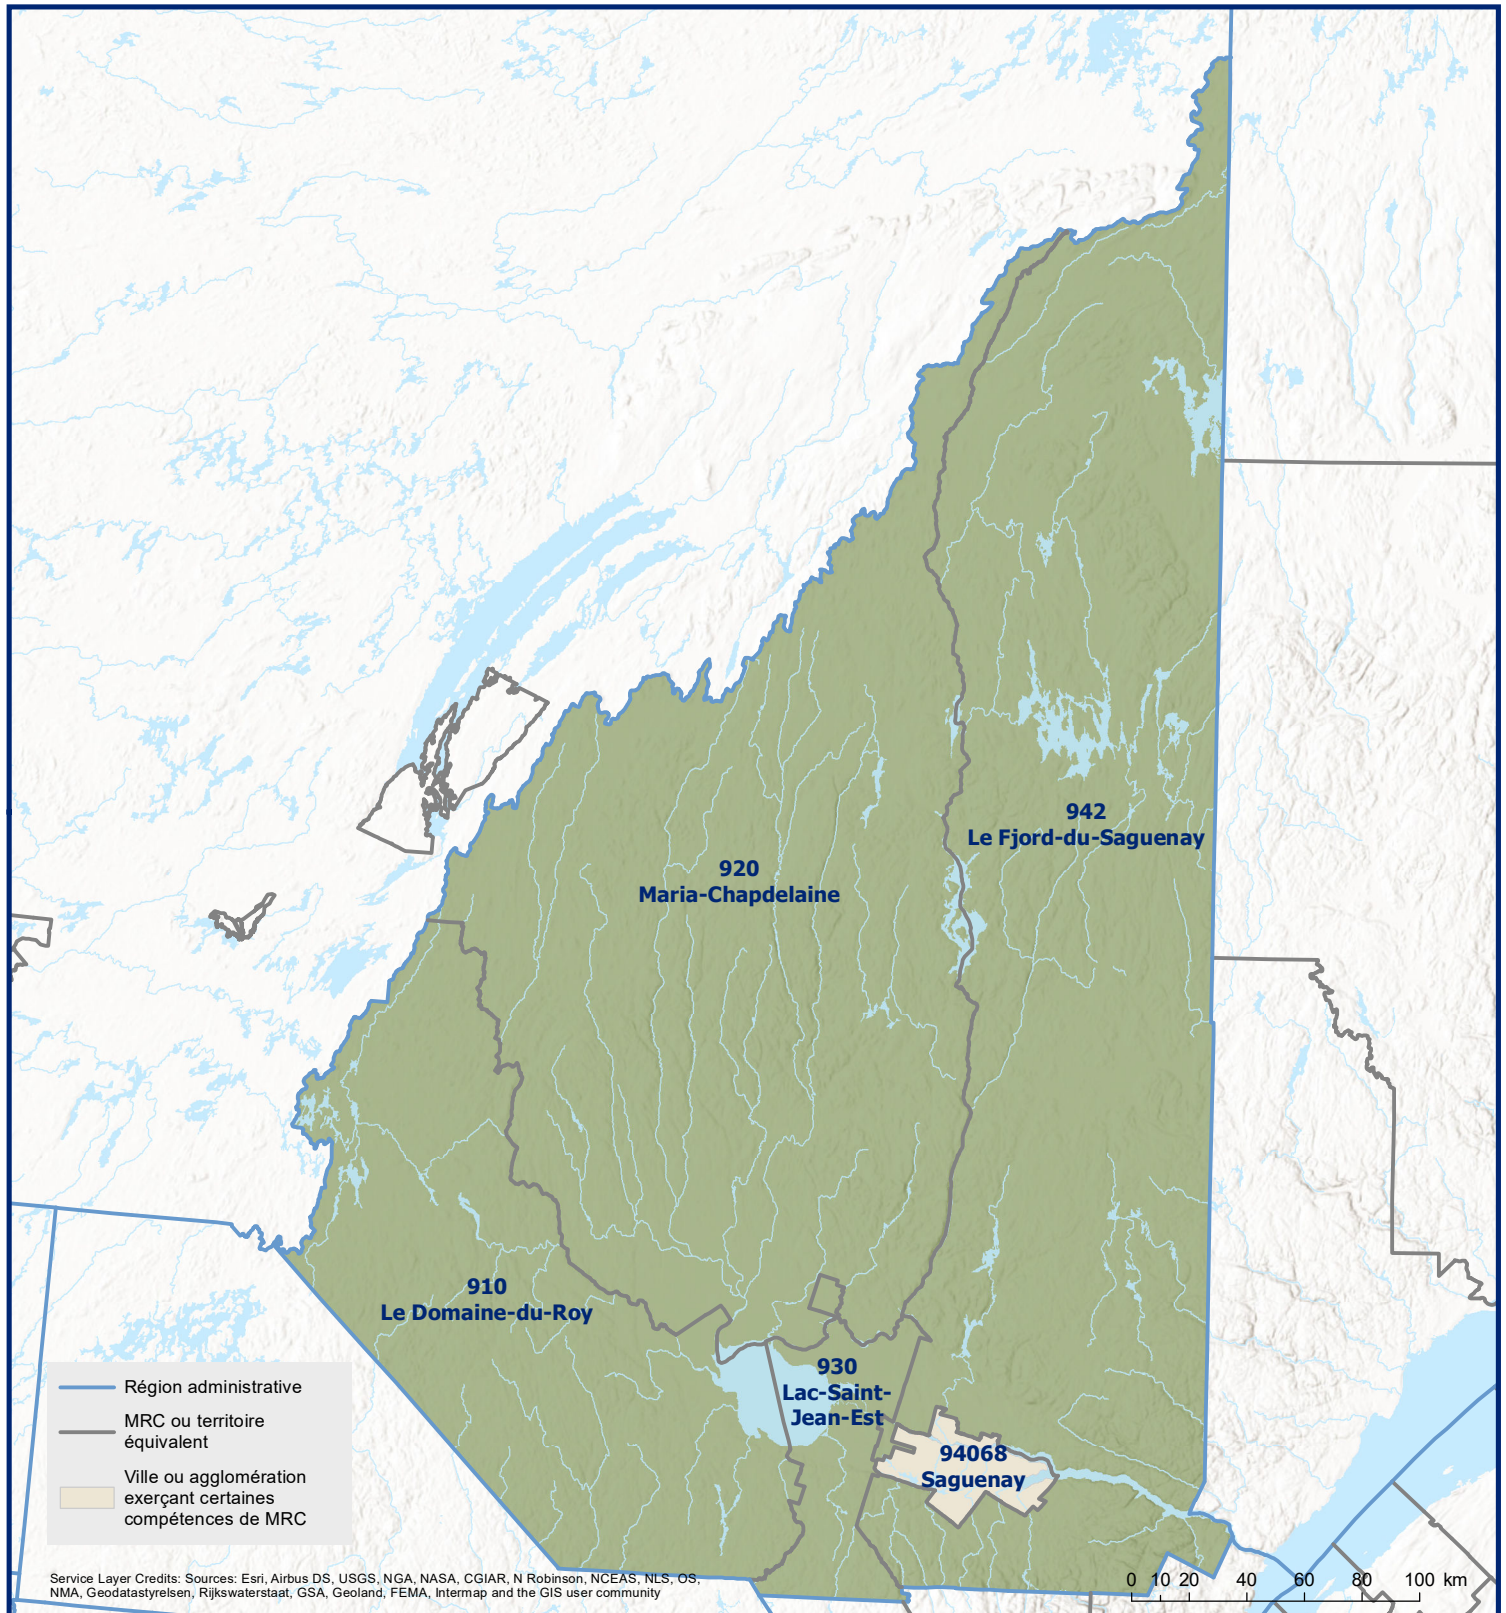 942
Le Fjord-du-Saguenay
920
Maria-Chapdelaine
910
Le Domaine-du-Roy
930
Lac-Saint-
Jean-Est
94068
Saguenay
Région administrative
MRC ou territoire
équivalent
Ville ou agglomération
exerçant certaines
compétences de MRC
Service Layer Credits: Sources: Esri, Airbus DS, USGS, NGA, NASA, CGIAR, N Robinson, NCEAS, NLS, OS,
NMA, Geodatastyrelsen, Rijkswaterstaat, GSA, Geoland, FEMA, Intermap and the GIS user community
0 10 20 40 60 80 100 km